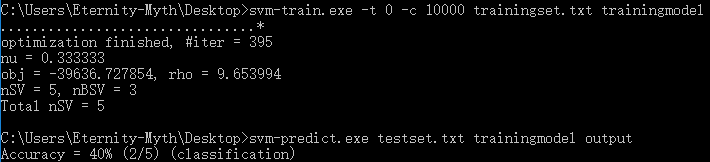 C:\Users\Eternity-Myth\Desktop>svm-train.exe -t 0 -c 10000 trainingset.txt trainingmodel
................................*
optimization finished, #iter = 395
nu = 0.333333
obj = -39636.727854, rho = 9.653994
nSV = 5, nBSV = 3
Total nSV = 5
C:\Users\Eternity-Myth\Desktop>svm-predict.exe testset.txt trainingmodel output
Accuracy = 40% (2/5) (classification)